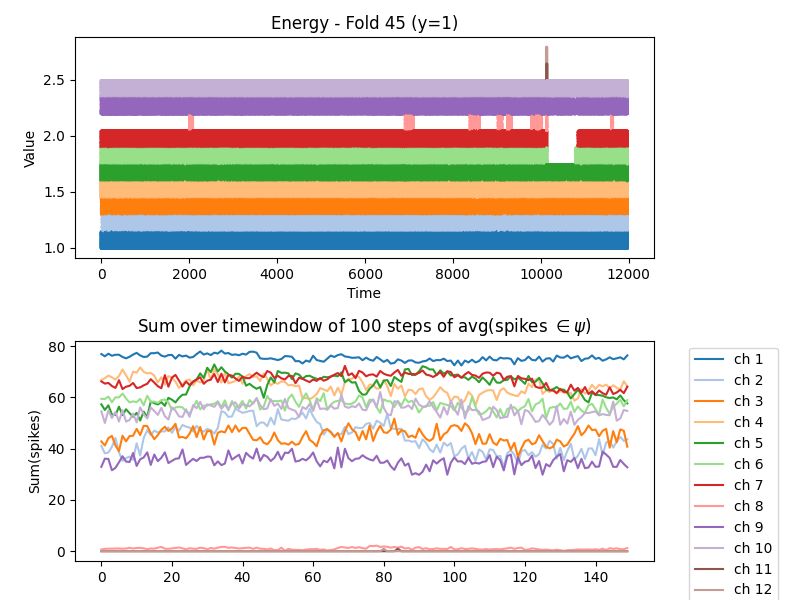 Energy - Fold 45 (y=1)
Value
2.5
2.0
1.5
1.0
0 2000 4000 6000 8000 10000 12000
Time
Sum over timewindow of 100 steps of avg(spikes ∈ ψ)
Sum(spikes)
80
60
40
20
0
0 20 40 60 80 100 120 140
ch 1
ch 2
ch 3
ch 4
ch 5
ch 6
ch 7
ch 8
ch 9
ch 10
ch 11
ch 12